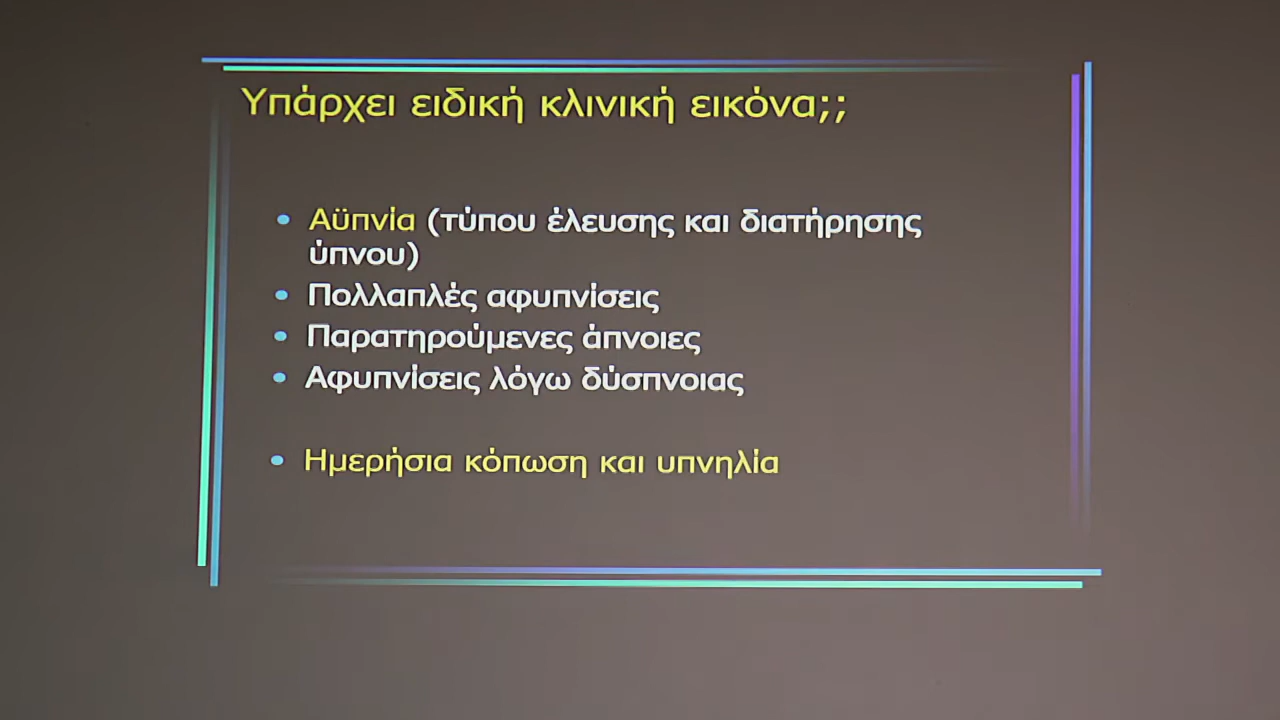 Υπάρχει ειδική κλινική εικόνα;;
• Αϋπνία (τύπου έλευσης και διατήρησης
ύπνου)
• Πολλαπλές αφυπνίσεις
• Παρατηρούμενες άπνοιες
• Αφυπνίσεις λόγω δύσπνοιας
• Ημερήσια κόπωση και υπνηλία